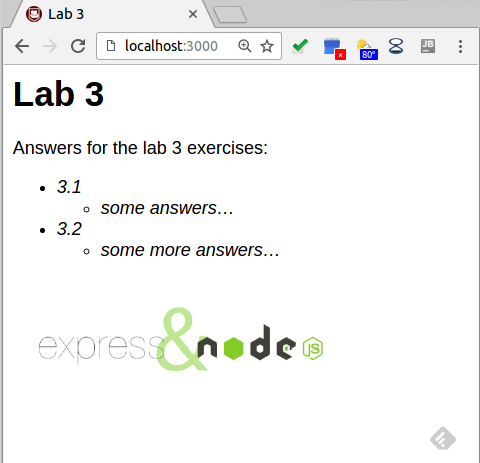 Lab 3
localhost:3000
80°
JB
Lab 3
Answers for the lab 3 exercises:
3.1
some answers…
3.2
some more answers…
express & node JS